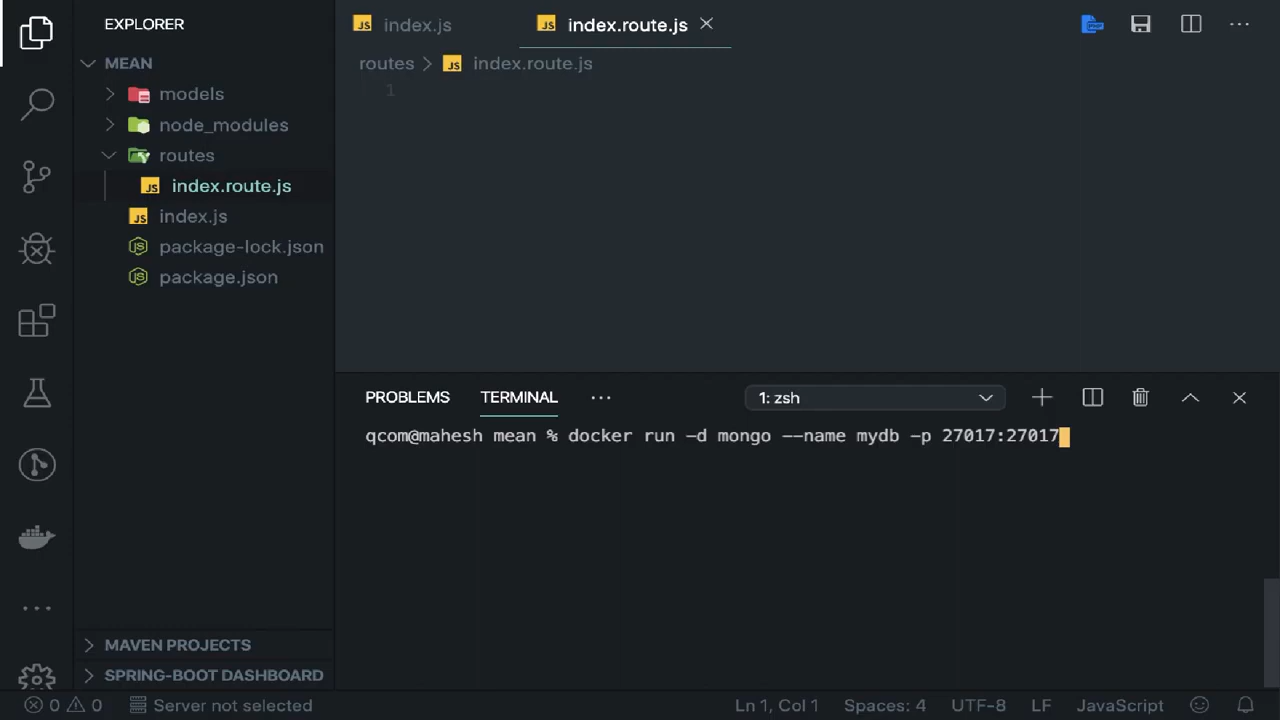 EXPLORER
MEAN
models
node_modules
routes
index.route.js
index.js
package-lock.json
package.json
MAVEN PROJECTS
SPRING-BOOT DASHBOARD
index.js
index.route.js
routes > index.route.js
1
PROBLEMS TERMINAL ··· 1: zsh
qcom@mahesh mean % docker run -d mongo --name mydb -p 27017:27017
0 0 Server not selected Ln 1, Col 1 Spaces: 4 UTF-8 LF JavaScript